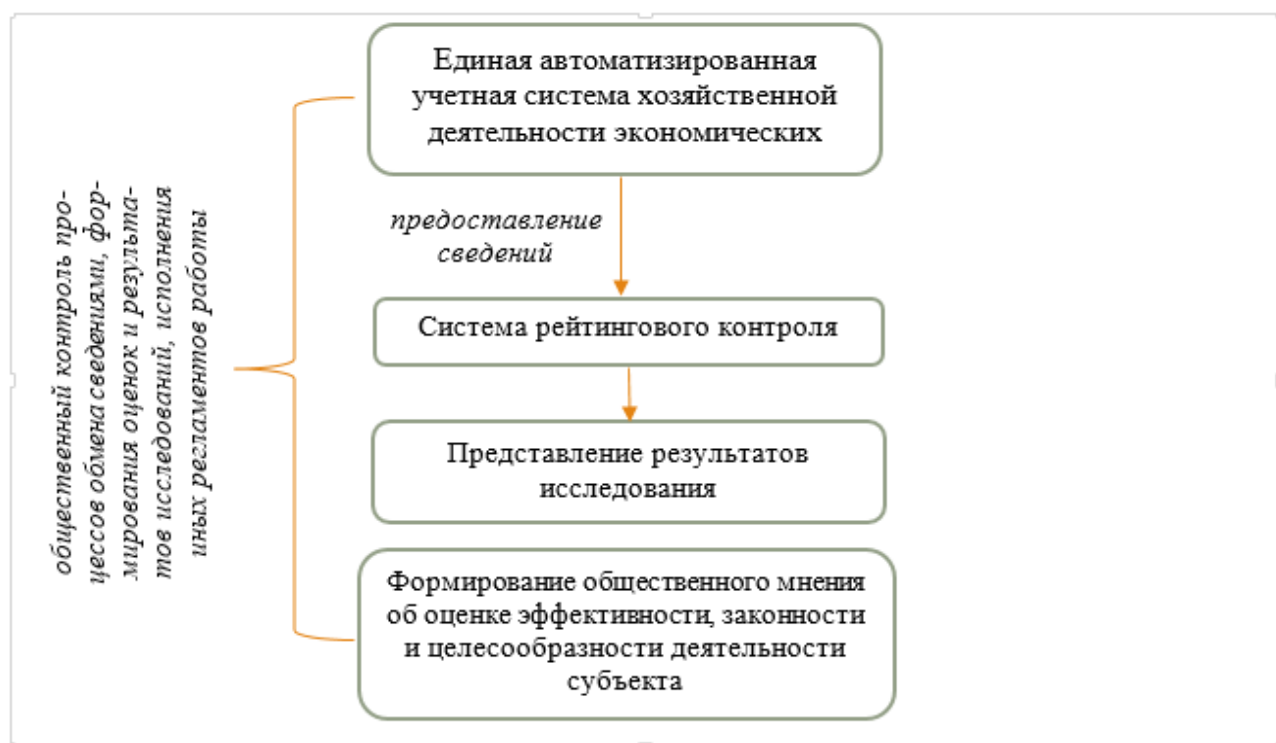 общественный контроль про-
цессов обмена сведениями, фор-
мирования оценок и результа-
тов исследований, исполнения
иных регламентов работы
Единая автоматизированная
учетная система хозяйственной
деятельности экономических
предоставление
сведений
Система рейтингового контроля
Представление результатов
исследования
Формирование общественного мнения
об оценке эффективности, законности
и целесообразности деятельности
субъекта